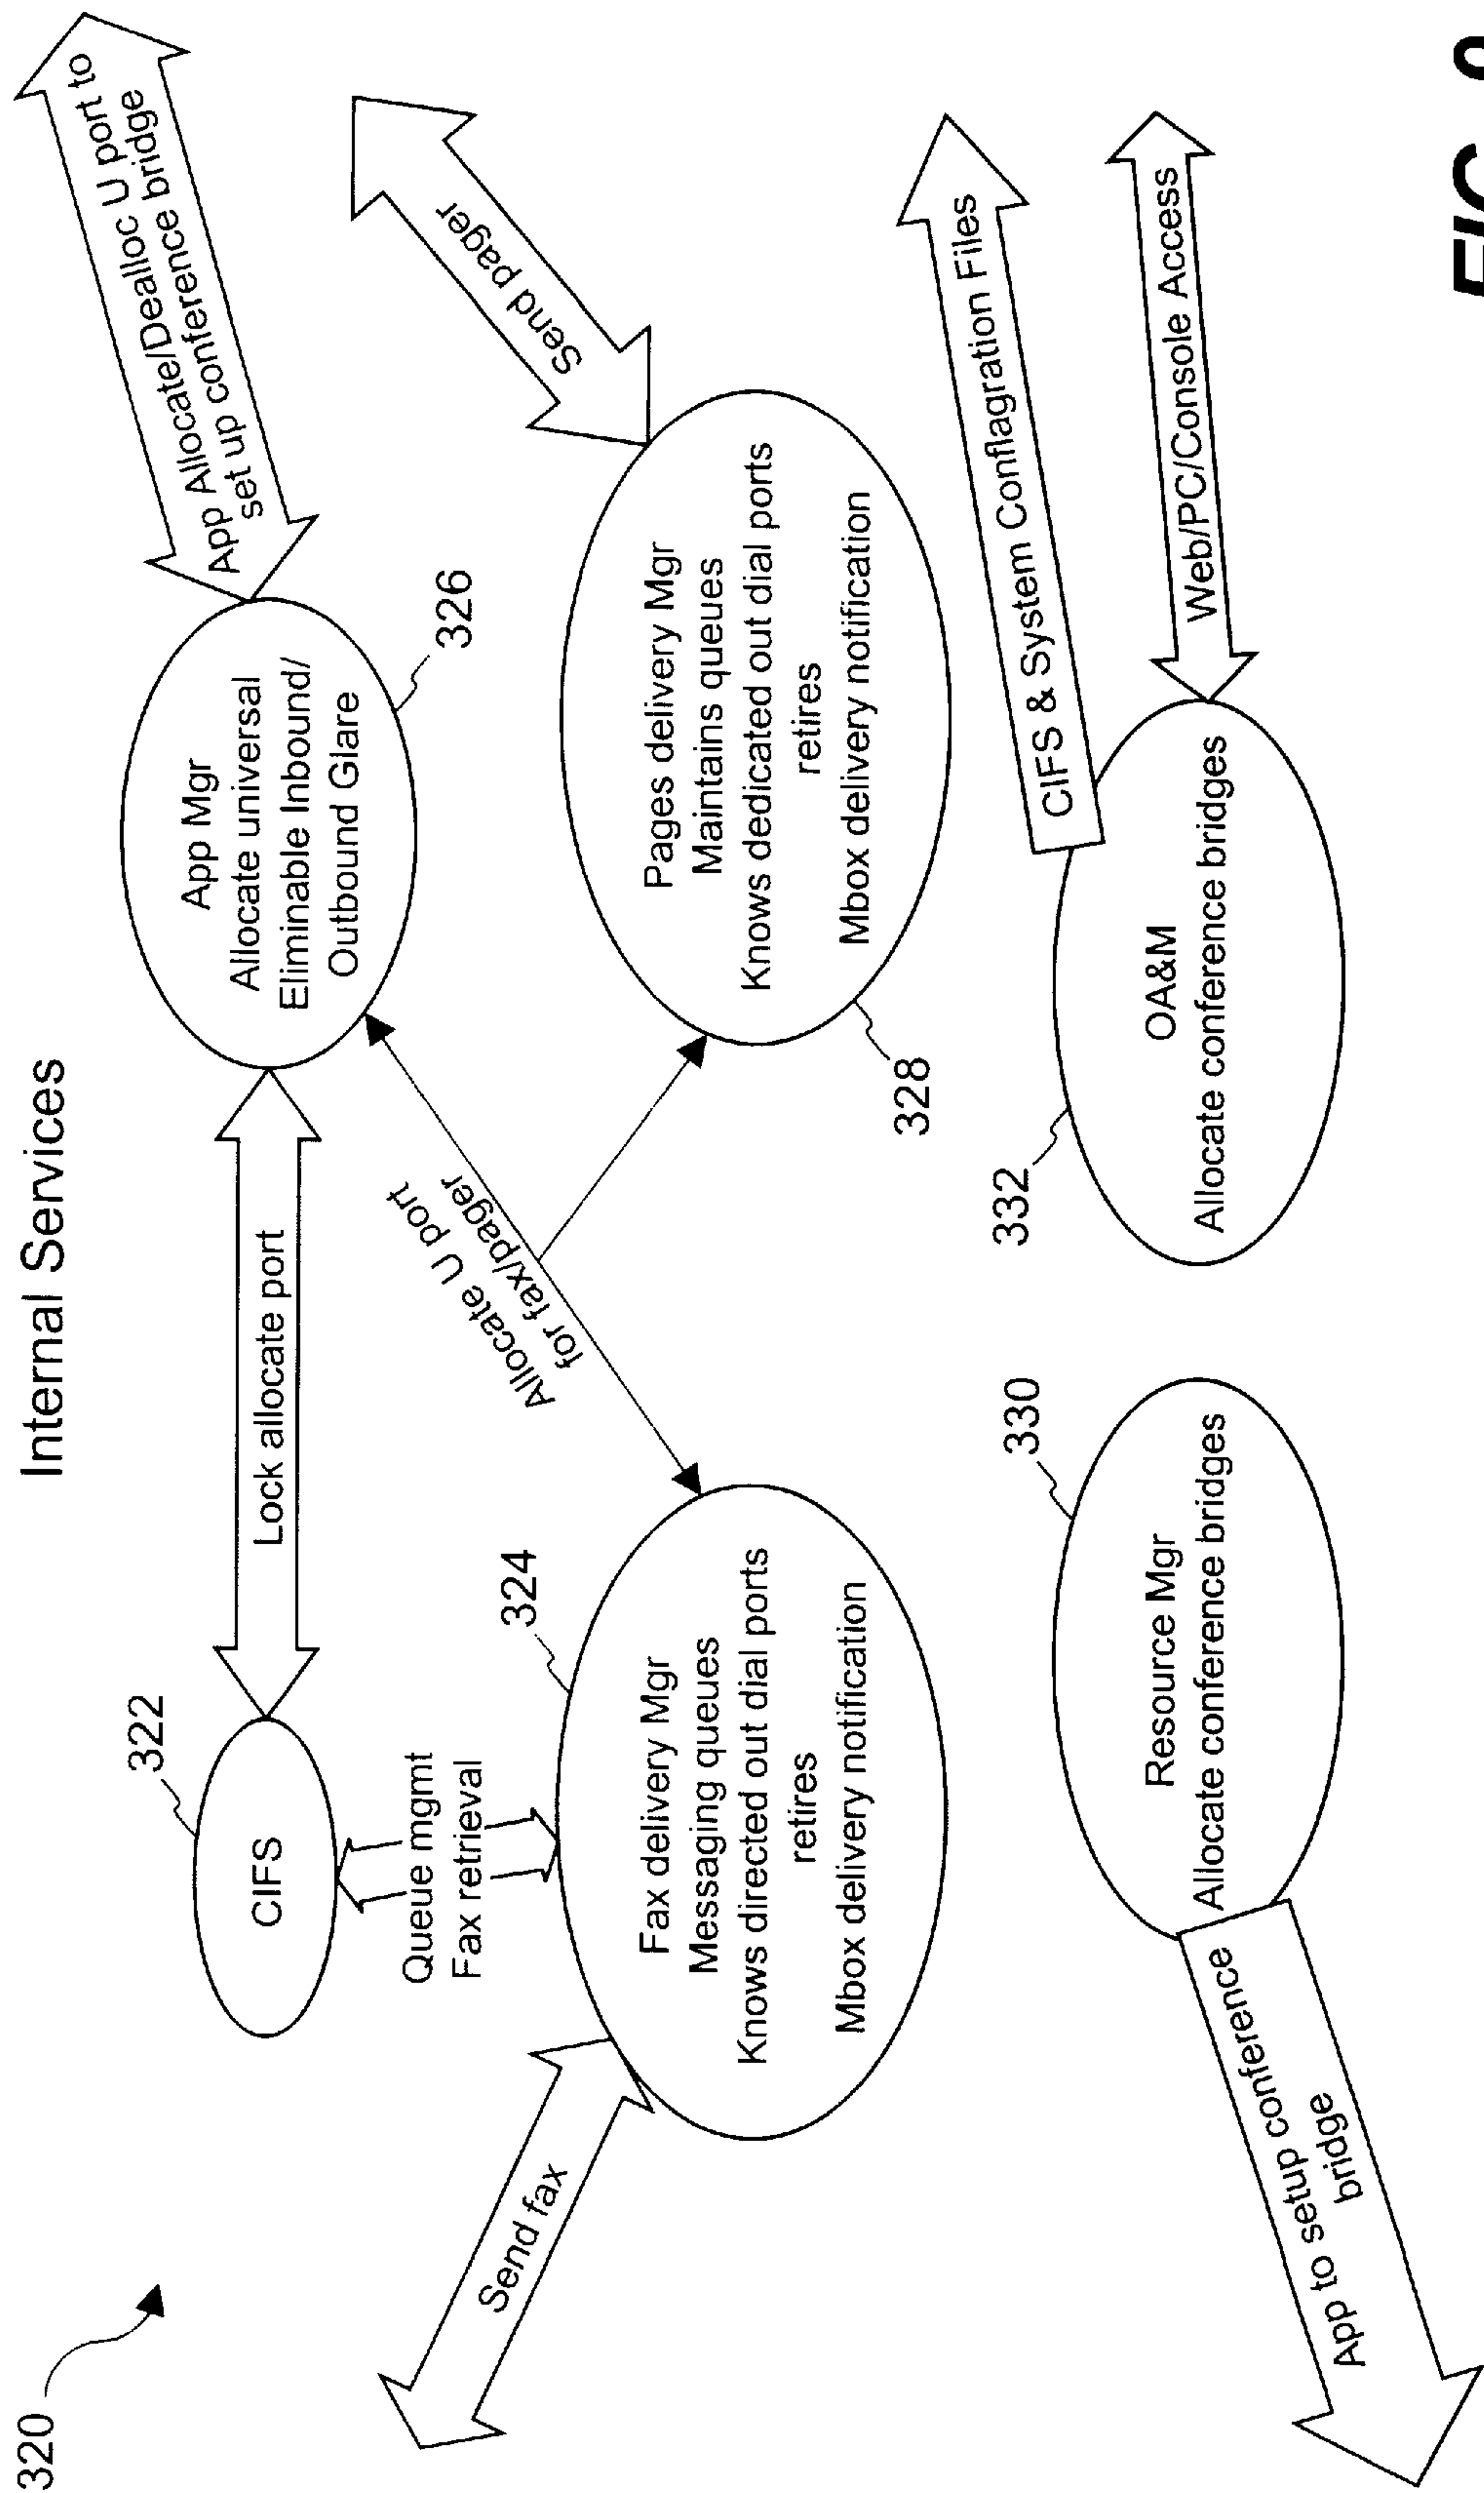 Internal Services
320
322
CIFS
Lock allocate port
App Mgr
Allocate universal
Eliminable Inbound/
Outbound Glare
326
App Allocate/Dealloc U port to
set up conference bridge
Queue mgmt
Fax retrieval
Allocate U port
for fax/pager
Send fax
324
Fax delivery Mgr
Messaging queues
Knows directed out dial ports
retires
Mbox delivery notification
Pages delivery Mgr
Maintains queues
Knows dedicated out dial ports
retires
Mbox delivery notification
328
Send pager
330
Resource Mgr
Allocate conference bridges
App to setup conference
bridge
332
OA&M
Allocate conference bridges
CIFS & System Conflagration Files
Web/PC/Console Access